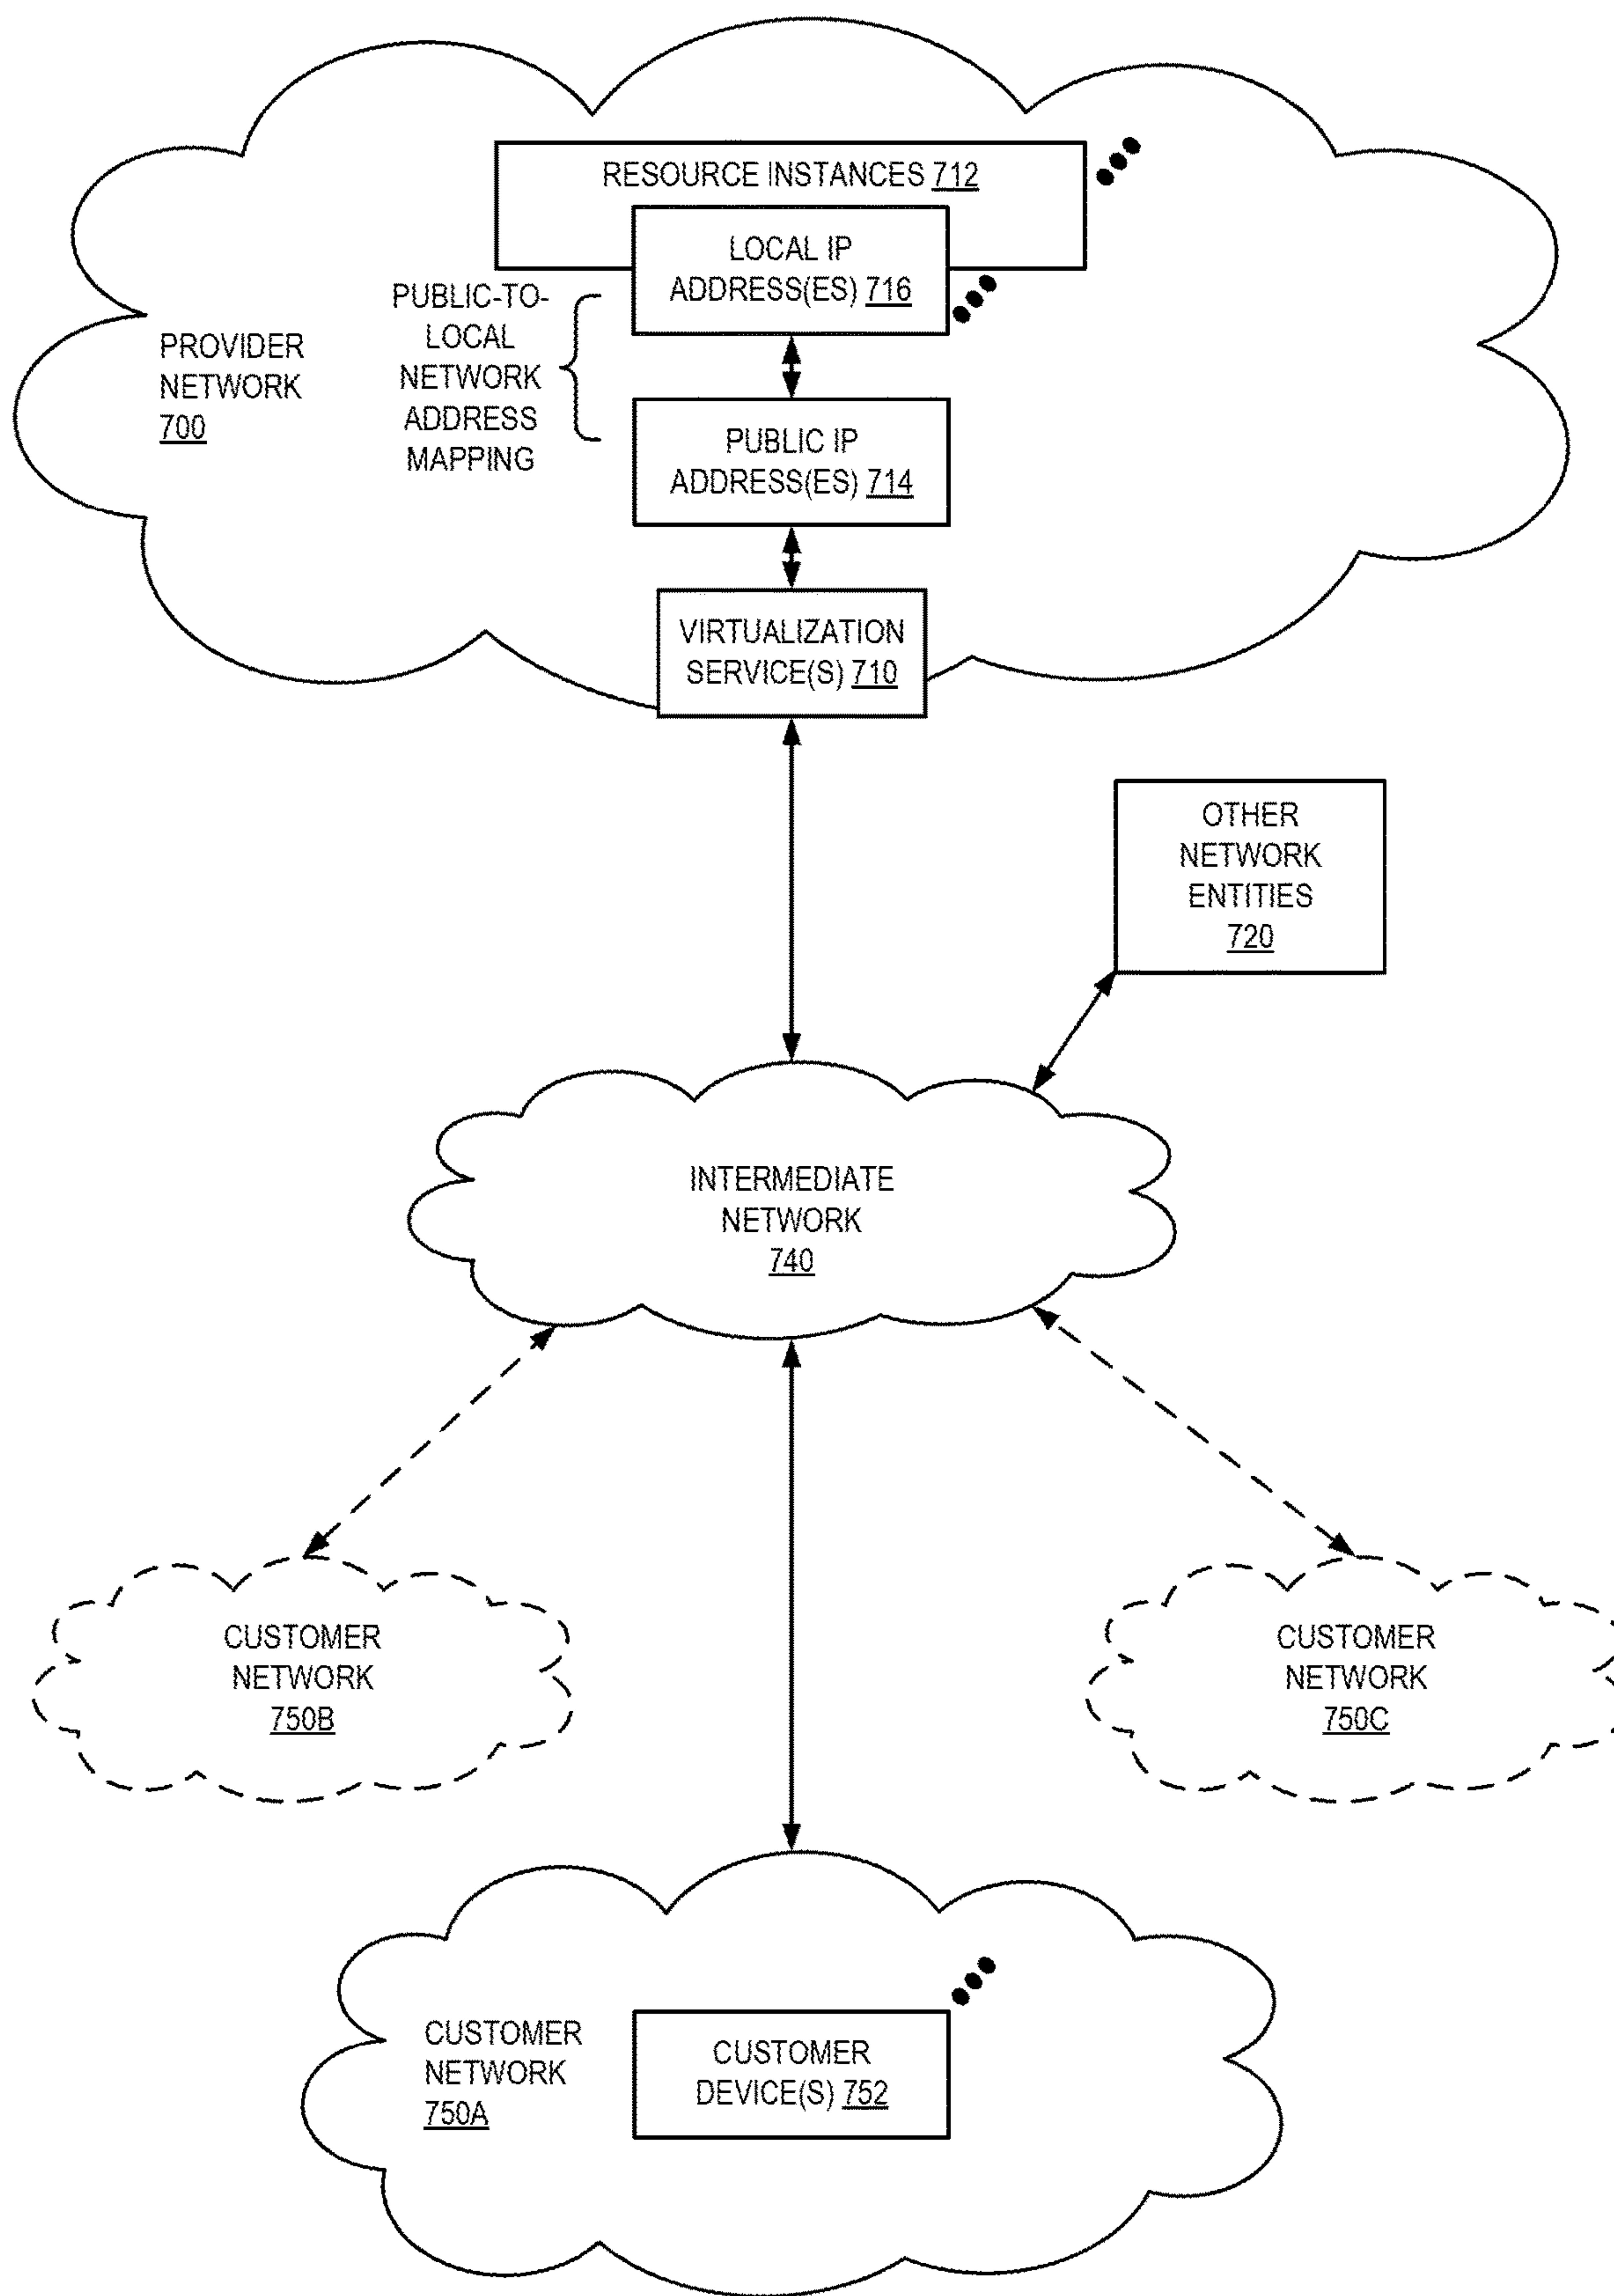 RESOURCE INSTANCES 712
LOCAL IP
ADDRESS(ES) 716
PUBLIC-TO-
LOCAL
NETWORK
ADDRESS
MAPPING
PROVIDER
NETWORK
700
PUBLIC IP
ADDRESS(ES) 714
VIRTUALIZATION
SERVICE(S) 710
OTHER
NETWORK
ENTITIES
720
INTERMEDIATE
NETWORK
740
CUSTOMER
NETWORK
750B
CUSTOMER
NETWORK
750C
CUSTOMER
NETWORK
750A
CUSTOMER
DEVICE(S) 752